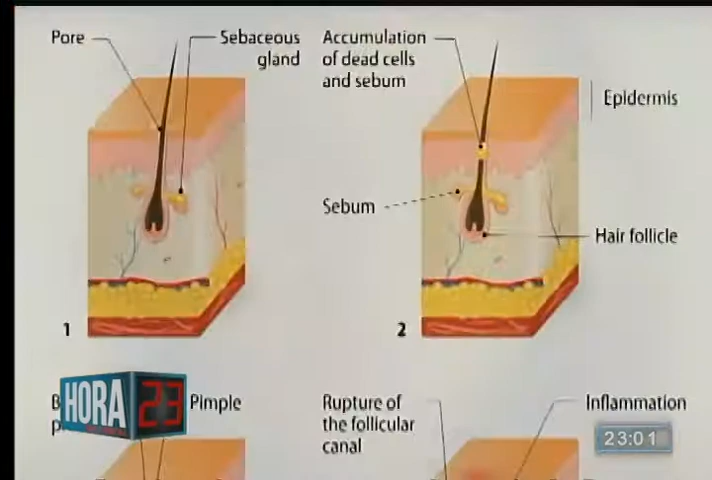 Pore
Sebaceous
gland
Accumulation
of dead cells
and sebum
Epidermis
Sebum
Hair follicle
1
2
HORA
23
Pimple
Rupture of
the follicular
canal
Inflammation
23:01